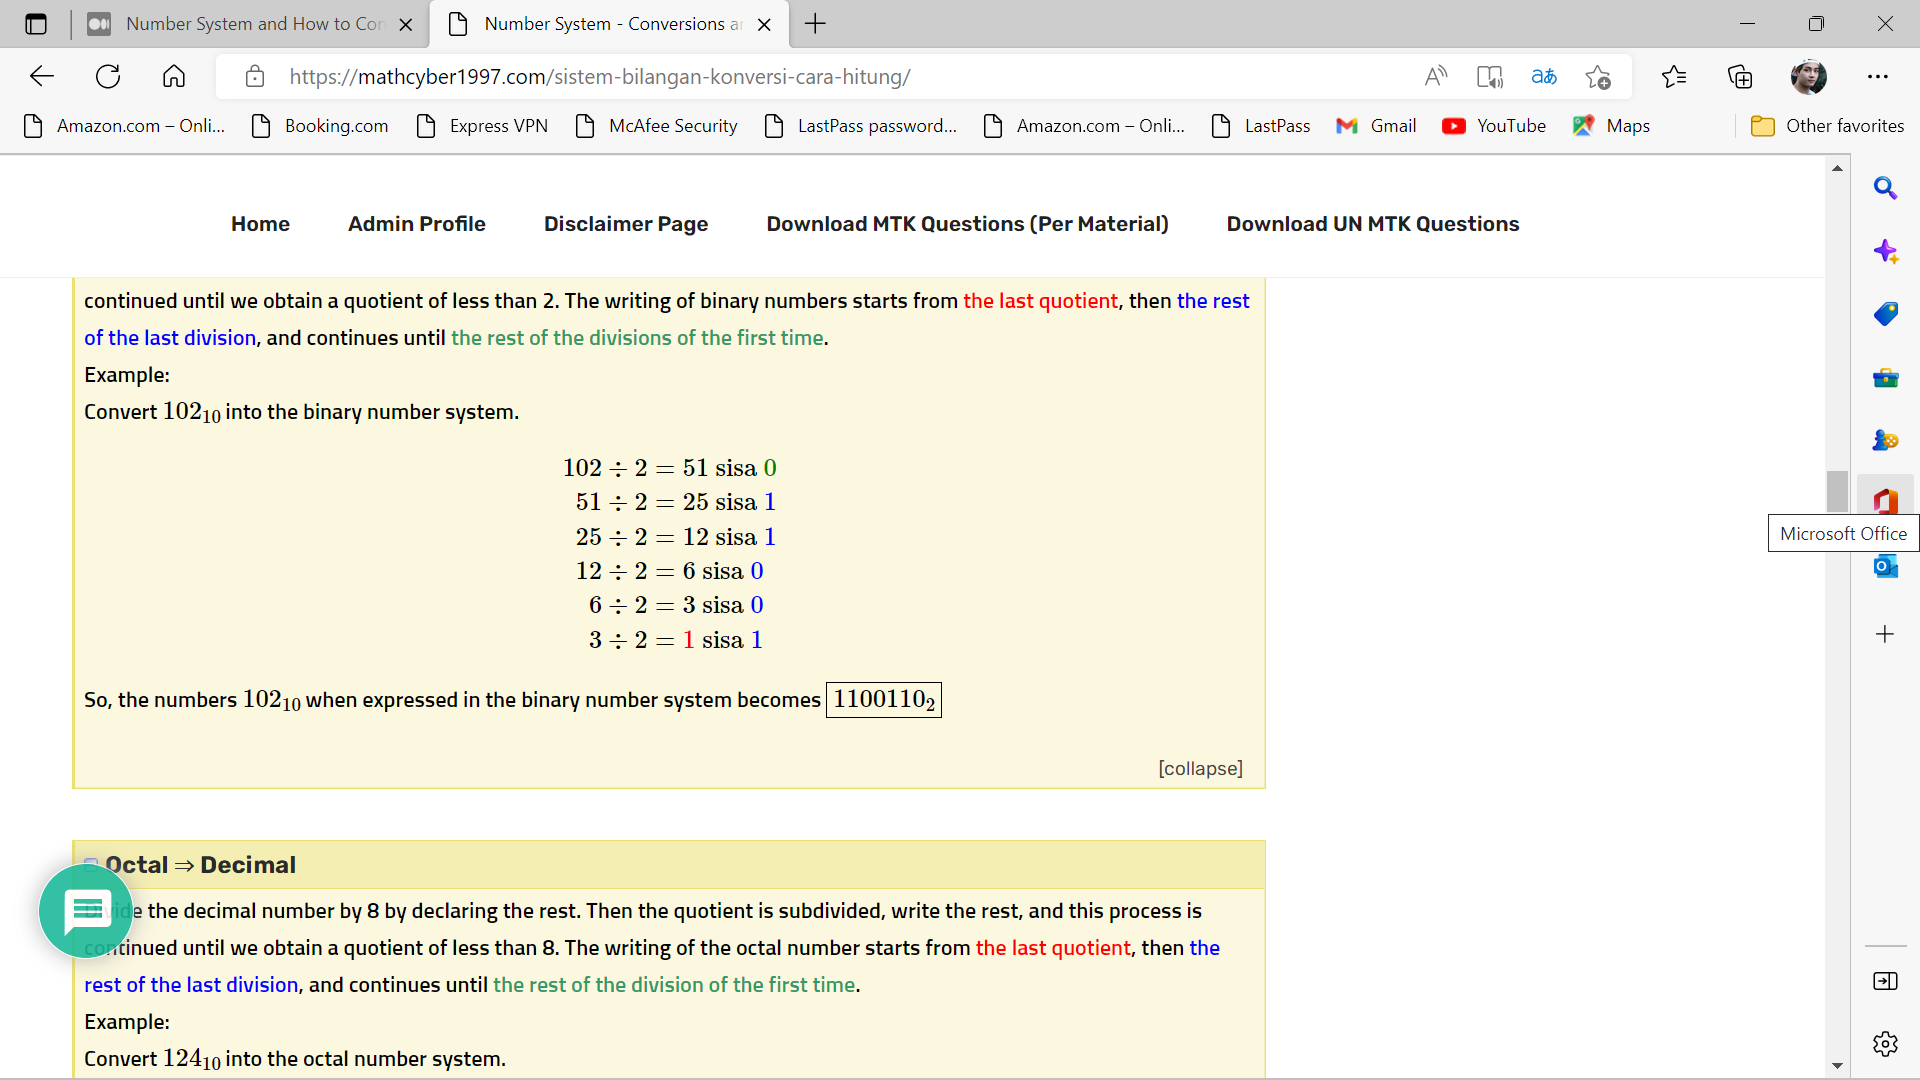 Number System and How to Con
Number System - Conversions a
https://mathcyber1997.com/sistem-bilangan-konversi-cara-hitung/
Amazon.com – Onli... Booking.com Express VPN McAfee Security LastPass password... Amazon.com – Onli... LastPass Gmail YouTube Maps Other favorites
Home Admin Profile Disclaimer Page Download MTK Questions (Per Material) Download UN MTK Questions
continued until we obtain a quotient of less than 2. The writing of binary numbers starts from the last quotient, then the rest
of the last division, and continues until the rest of the divisions of the first time.
Example:
Convert 102₁₀ into the binary number system.
102 ÷ 2 = 51 sisa 0
51 ÷ 2 = 25 sisa 1
25 ÷ 2 = 12 sisa 1
12 ÷ 2 = 6 sisa 0
6 ÷ 2 = 3 sisa 0
3 ÷ 2 = 1 sisa 1
Microsoft Office
So, the numbers 102₁₀ when expressed in the binary number system becomes 1100110₂
[collapse]
Octal ⇒ Decimal
Divide the decimal number by 8 by declaring the rest. Then the quotient is subdivided, write the rest, and this process is
continued until we obtain a quotient of less than 8. The writing of the octal number starts from the last quotient, then the
rest of the last division, and continues until the rest of the division of the first time.
Example:
Convert 124₁₀ into the octal number system.